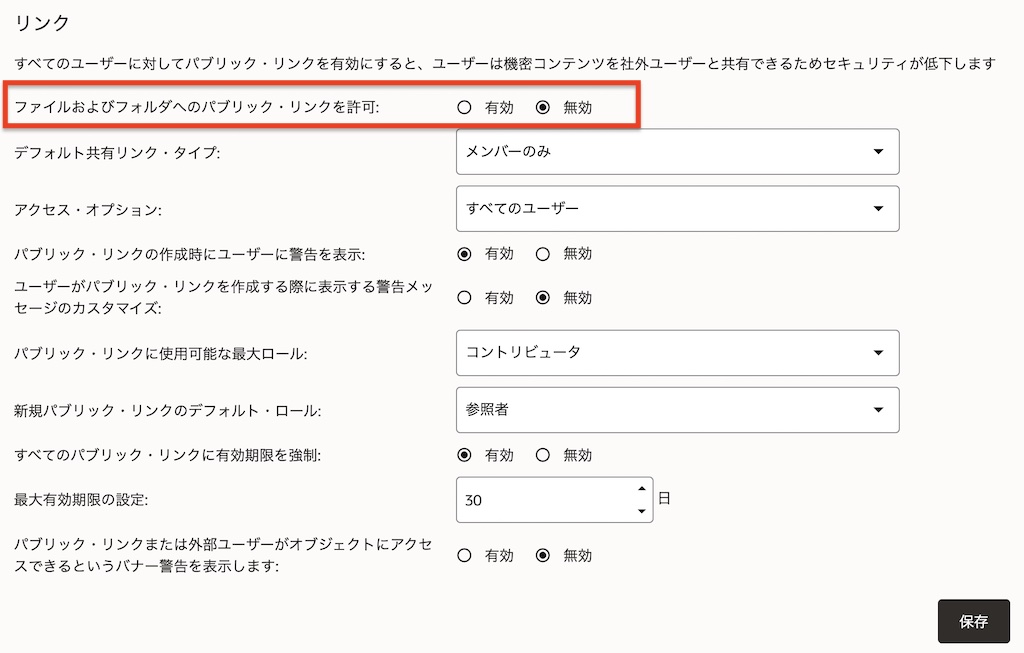 リンク
すべてのユーザーに対してパブリック・リンクを有効にすると、ユーザーは機密コンテンツを社外ユーザーと共有できるためセキュリティが低下します
ファイルおよびフォルダへのパブリック・リンクを許可: 有効 無効
デフォルト共有リンク・タイプ: メンバーのみ
アクセス・オプション: すべてのユーザー
パブリック・リンクの作成時にユーザーに警告を表示: 有効 無効
ユーザーがパブリック・リンクを作成する際に表示する警告メッ
セージのカスタマイズ: 有効 無効
パブリック・リンクに使用可能な最大ロール: コントリビュータ
新規パブリック・リンクのデフォルト・ロール: 参照者
すべてのパブリック・リンクに有効期限を強制: 有効 無効
最大有効期限の設定: 30 日
パブリック・リンクまたは外部ユーザーがオブジェクトにアクセ
スできるというバナー警告を表示します: 有効 無効
保存